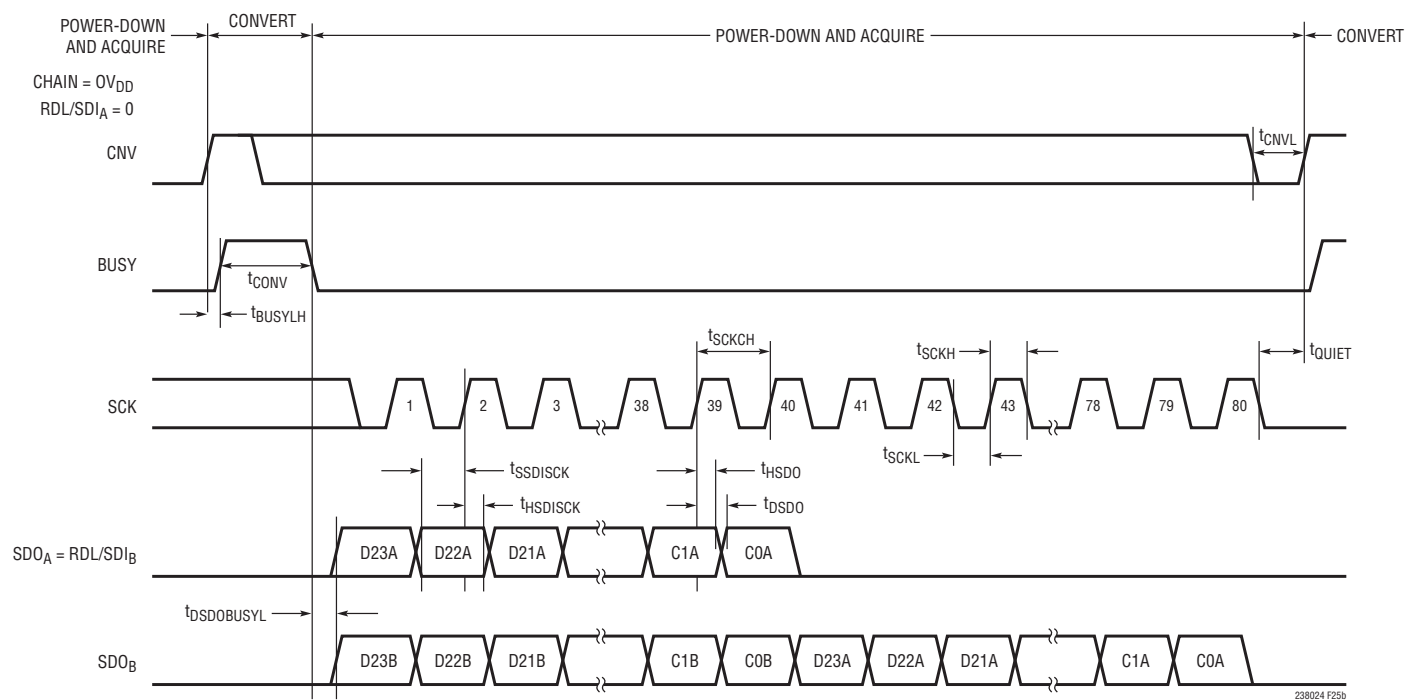 POWER-DOWN
AND ACQUIRE
CONVERT
POWER-DOWN AND ACQUIRE
CONVERT
CHAIN = OVDD
RDL/SDIA = 0
CNV
tCNVL
BUSY
tCONV
tBUSYLH
tSCKCH
tSCKH
tQUIET
SCK
1 2 3 38 39 40 41 42 43 78 79 80
tSCKL
tSSDISCK
tHSDO
tHSDISCK
tDSDO
SDOA = RDL/SDIB
D23A D22A D21A C1A C0A
tDSDOBUSYL
SDOB
D23B D22B D21B C1B C0B D23A D22A D21A C1A C0A
238024 F25b